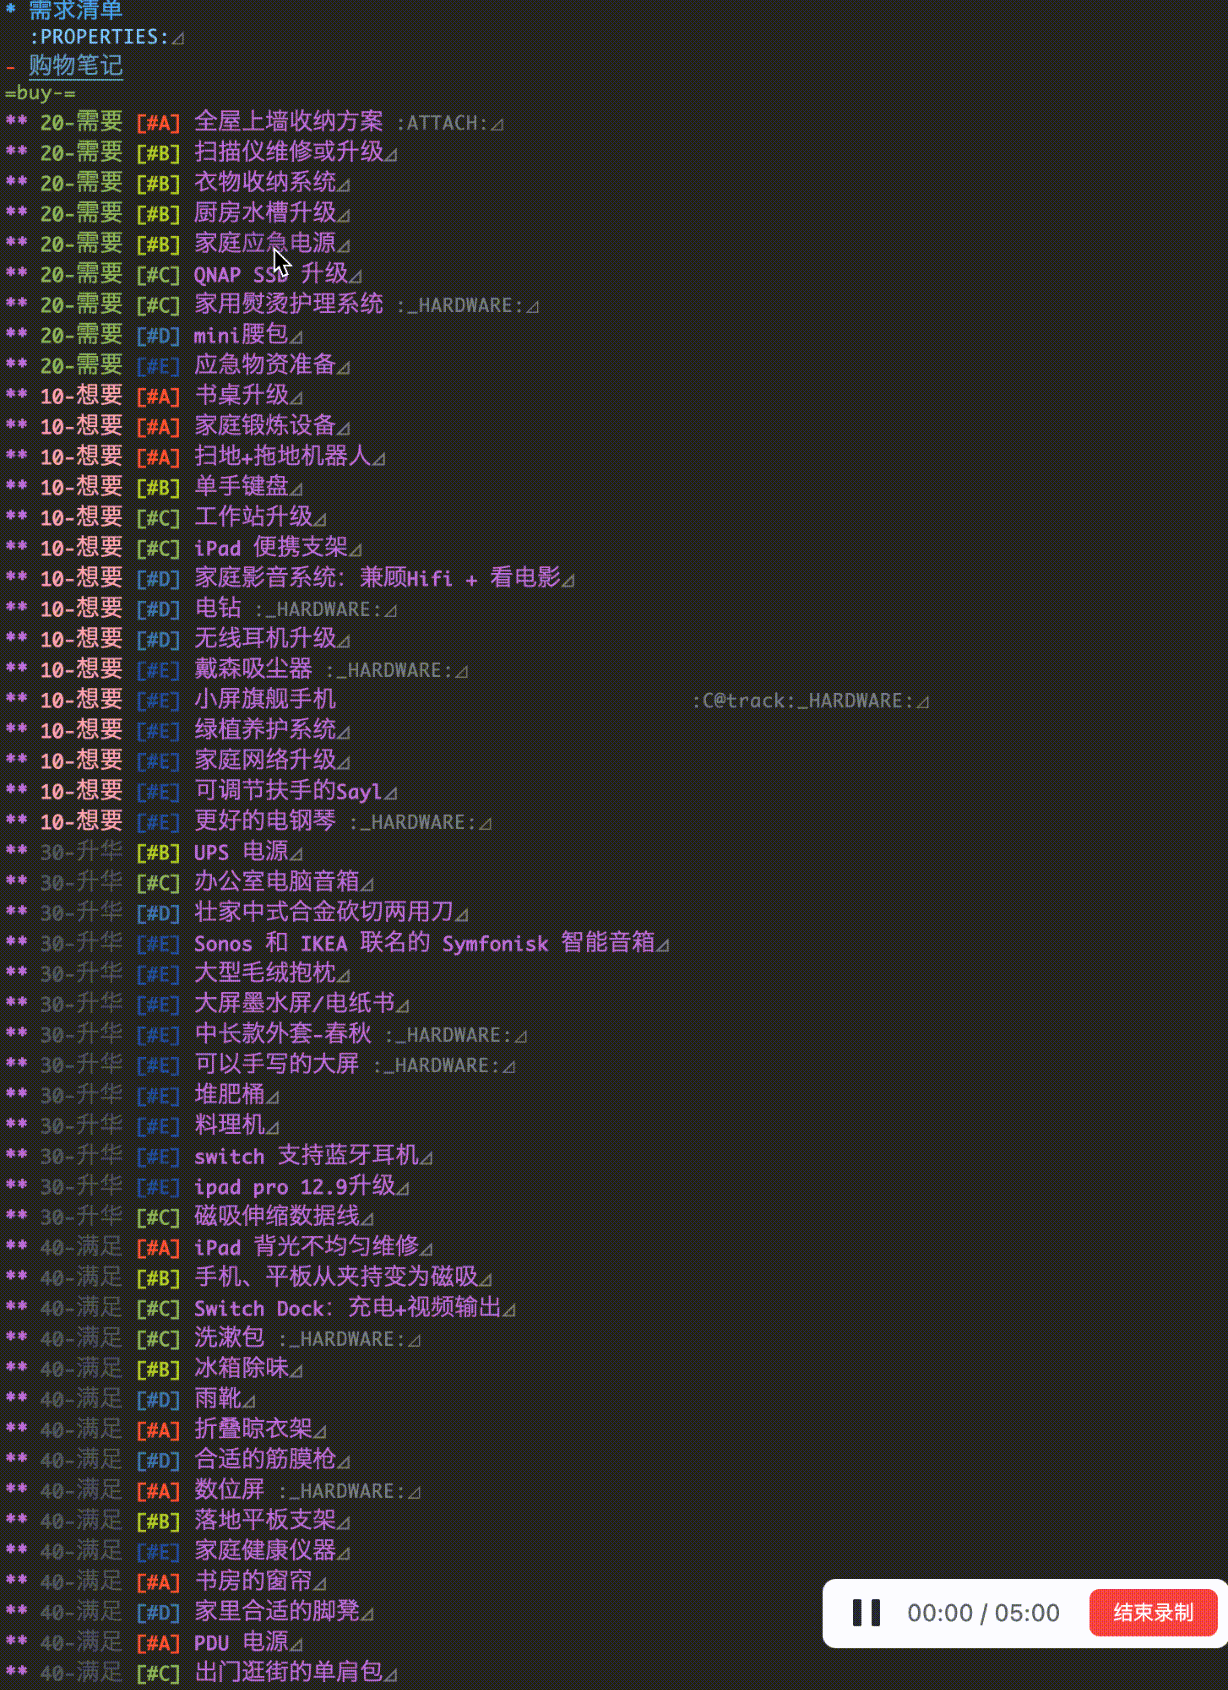 * 需求清单
:PROPERTIES:
- 购物笔记
=buy-=
** 20-需要 [#A] 全屋上墙收纳方案 :ATTACH:
** 20-需要 [#B] 扫描仪维修或升级
** 20-需要 [#B] 衣物收纳系统
** 20-需要 [#B] 厨房水槽升级
** 20-需要 [#B] 家庭应急电源
** 20-需要 [#C] QNAP SSD 升级
** 20-需要 [#C] 家用熨烫护理系统 :_HARDWARE:
** 20-需要 [#D] mini腰包
** 20-需要 [#E] 应急物资准备
** 10-想要 [#A] 书桌升级
** 10-想要 [#A] 家庭锻炼设备
** 10-想要 [#A] 扫地+拖地机器人
** 10-想要 [#B] 单手键盘
** 10-想要 [#C] 工作站升级
** 10-想要 [#C] iPad 便携支架
** 10-想要 [#D] 家庭影音系统：兼顾Hifi + 看电影
** 10-想要 [#D] 电钻 :_HARDWARE:
** 10-想要 [#D] 无线耳机升级
** 10-想要 [#E] 戴森吸尘器 :_HARDWARE:
** 10-想要 [#E] 小屏旗舰手机 :C@track:_HARDWARE:
** 10-想要 [#E] 绿植养护系统
** 10-想要 [#E] 家庭网络升级
** 10-想要 [#E] 可调节扶手的Sayl
** 10-想要 [#E] 更好的电钢琴 :_HARDWARE:
** 30-升华 [#B] UPS 电源
** 30-升华 [#C] 办公室电脑音箱
** 30-升华 [#D] 壮家中式合金砍切两用刀
** 30-升华 [#E] Sonos 和 IKEA 联名的 Symfonisk 智能音箱
** 30-升华 [#E] 大型毛绒抱枕
** 30-升华 [#E] 大屏墨水屏/电纸书
** 30-升华 [#E] 中长款外套-春秋 :_HARDWARE:
** 30-升华 [#E] 可以手写的大屏 :_HARDWARE:
** 30-升华 [#E] 堆肥桶
** 30-升华 [#E] 料理机
** 30-升华 [#E] switch 支持蓝牙耳机
** 30-升华 [#E] ipad pro 12.9升级
** 30-升华 [#C] 磁吸伸缩数据线
** 40-满足 [#A] iPad 背光不均匀维修
** 40-满足 [#B] 手机、平板从夹持变为磁吸
** 40-满足 [#C] Switch Dock：充电+视频输出
** 40-满足 [#C] 洗漱包 :_HARDWARE:
** 40-满足 [#B] 冰箱除味
** 40-满足 [#D] 雨靴
** 40-满足 [#A] 折叠晾衣架
** 40-满足 [#D] 合适的筋膜枪
** 40-满足 [#A] 数位屏 :_HARDWARE:
** 40-满足 [#B] 落地平板支架
** 40-满足 [#E] 家庭健康仪器
** 40-满足 [#A] 书房的窗帘
** 40-满足 [#D] 家里合适的脚凳
00:00 / 05:00 结束录制
** 40-满足 [#A] PDU 电源
** 40-满足 [#C] 出门逛街的单肩包